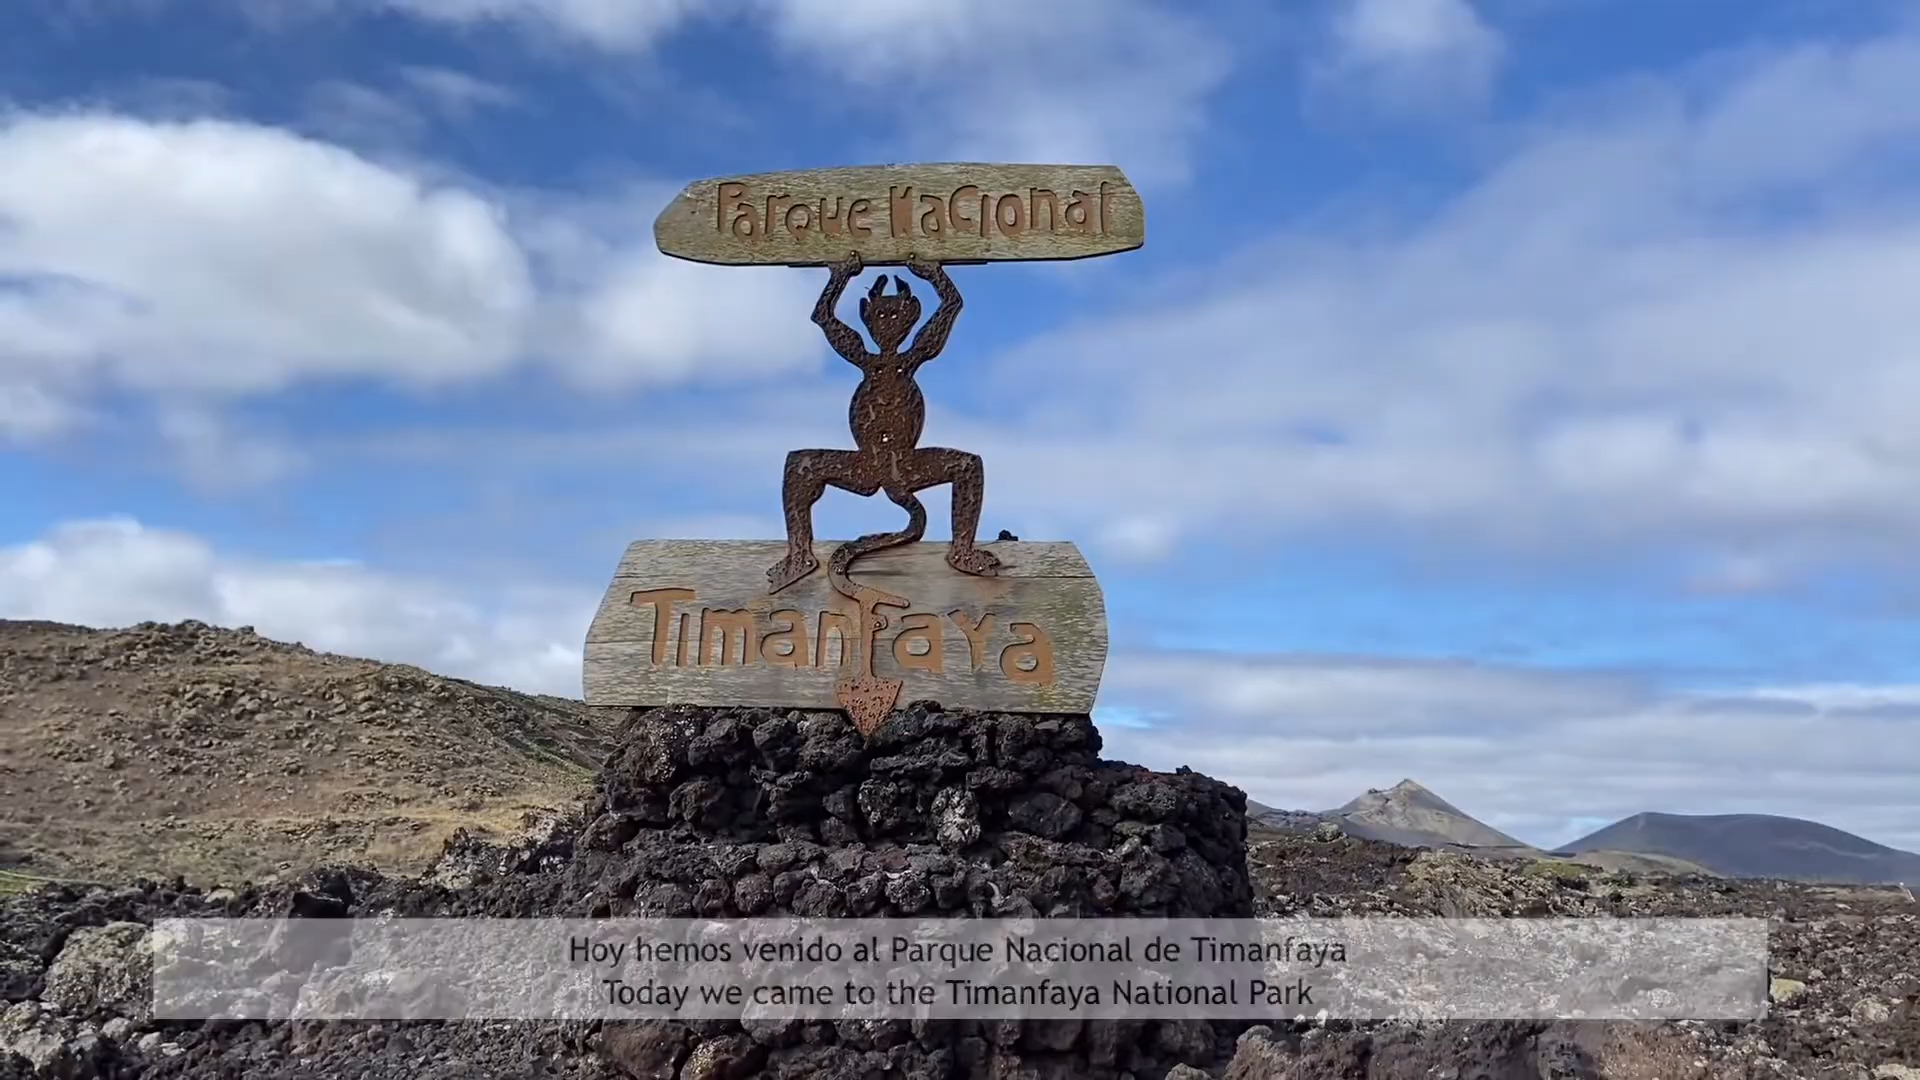 Parque Nacional
Timanfaya
Hoy hemos venido al Parque Nacional de Timanfaya
Today we came to the Timanfaya National Park